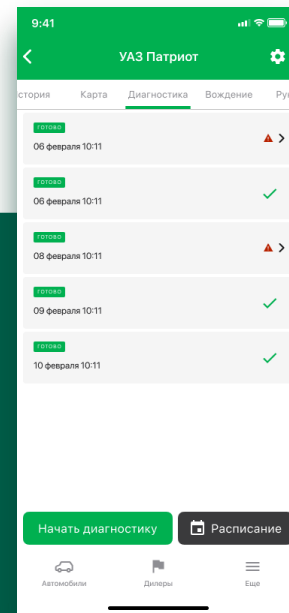 9:41
УАЗ Патриот
стория Карта Диагностика Вождение Рук
ГОТОВО
06 февраля 10:11
ГОТОВО
06 февраля 10:11
ГОТОВО
08 февраля 10:11
ГОТОВО
09 февраля 10:11
ГОТОВО
10 февраля 10:11
Начать диагностику Расписание
Автомобили Дилеры Еще